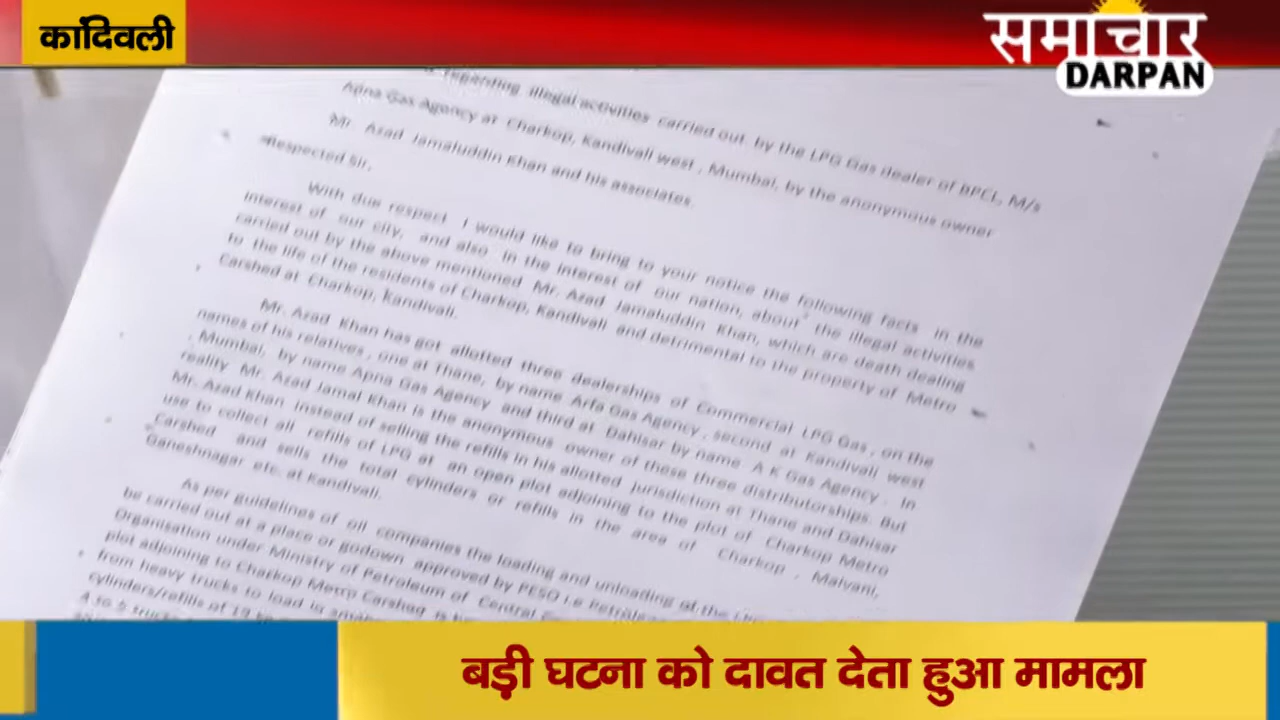 कांदिवली
समाचार
DARPAN
regarding illegal activities carried out by the LPG Gas dealer of BPCL, M/s
Apna Gas Agency at Charkop, Kandivali west , Mumbai, by the anonymous owner
Mr. Azad Jamaluddin Khan and his associates.
Respected Sir,
With due respect I would like to bring to your notice the following facts in the
interest of our city, and also in the interest of our nation, about the illegal activities
carried out by the above mentioned Mr. Azad Jamaluddin Khan, which are death dealing
to the life of the residents of Charkop, Kandivali and detrimental to the property of Metro
Carshed at Charkop, Kandivali.
Mr. Azad Khan has got allotted three dealerships of Commercial LPG Gas , on the
names of his relatives , one at Thane, by name Arfa Gas Agency , second at Kandivali west
, Mumbai, by name Apna Gas Agency and third at Dahisar by name A K Gas Agency . In
reality Mr. Azad Jamal Khan is the anonymous owner of these three distributorships. But
Mr. Azad Khan instead of selling the refills in his allotted jurisdiction at Thane and Dahisar
use to collect all refills of LPG at an open plot adjoining to the plot of Charkop Metro
Carshed and sells the total cylinders or refills in the area of Charkop , Malvani,
Ganeshnagar etc. at Kandivali.
As per guidelines of oil companies the loading and unloading of the
be carried out at a place or godown approved by PESO i.e Petroleum
Organisation under Ministry of Petroleum of Central
plot adjoining to Charkop Metro Carshed is
from heavy trucks to load in
cylinders/refills of 19
4 to 5 trucks
बड़ी घटना को दावत देता हुआ मामला